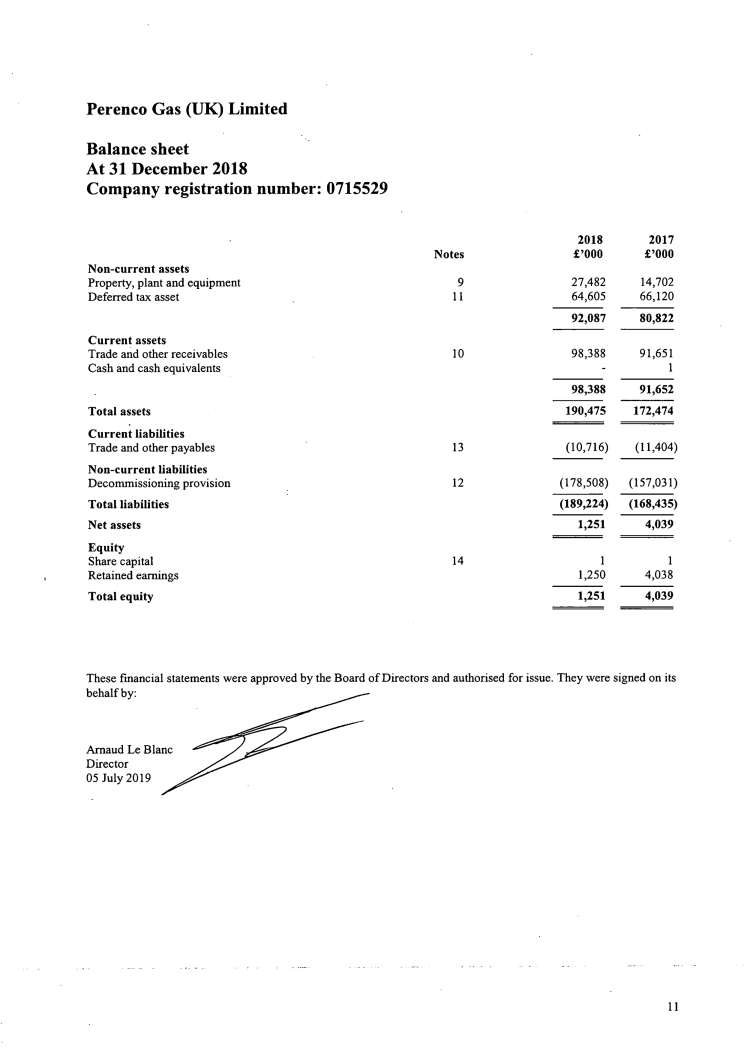 Perenco Gas (UK) Limited
Balance sheet
At 31 December 2018
Company registration number: 0715529
2018 2017
Notes £’000 £’000
Non-current assets
Property, plant and equipment 9 27,482 14,702
Deferred tax asset 11 64,605 66,120
92,087 80,822
Current assets
Trade and other receivables 10 98,388 91,651
Cash and cash equivalents - 1
98,388 91,652
Total assets 190,475 172,474
Current liabilities
Trade and other payables 13 (10,716) (11,404)
Non-current liabilities
Decommissioning provision 12 (178,508) (157,031)
Total liabilities (189,224) (168,435)
Net assets 1,251 4,039
Equity
Share capital 14 1 1
Retained earnings 1,250 4,038
Total equity 1,251 4,039
These financial statements were approved by the Board of Directors and authorised for issue. They were signed on its
behalf by:
Arnaud Le Blanc
Director
05 July 2019
11